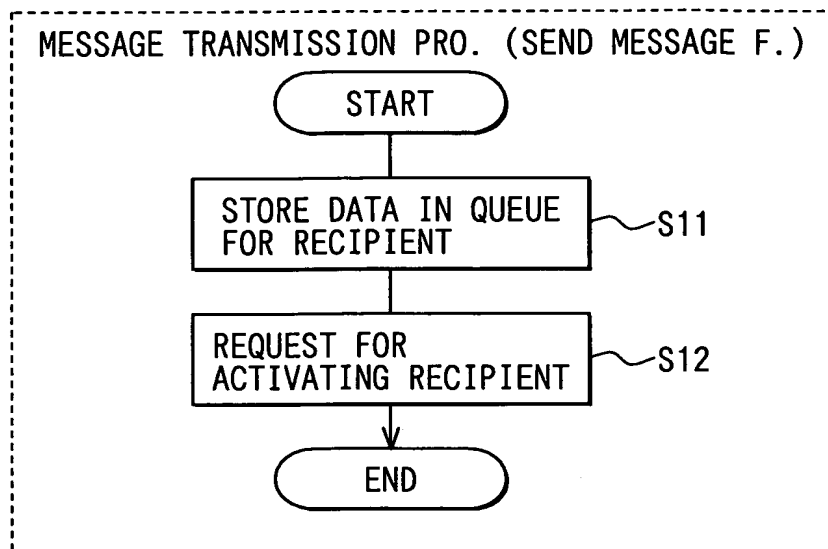 MESSAGE TRANSMISSION PRO. (SEND MESSAGE F.)
START
STORE DATA IN QUEUE
FOR RECIPIENT
S11
REQUEST FOR
ACTIVATING RECIPIENT
S12
END